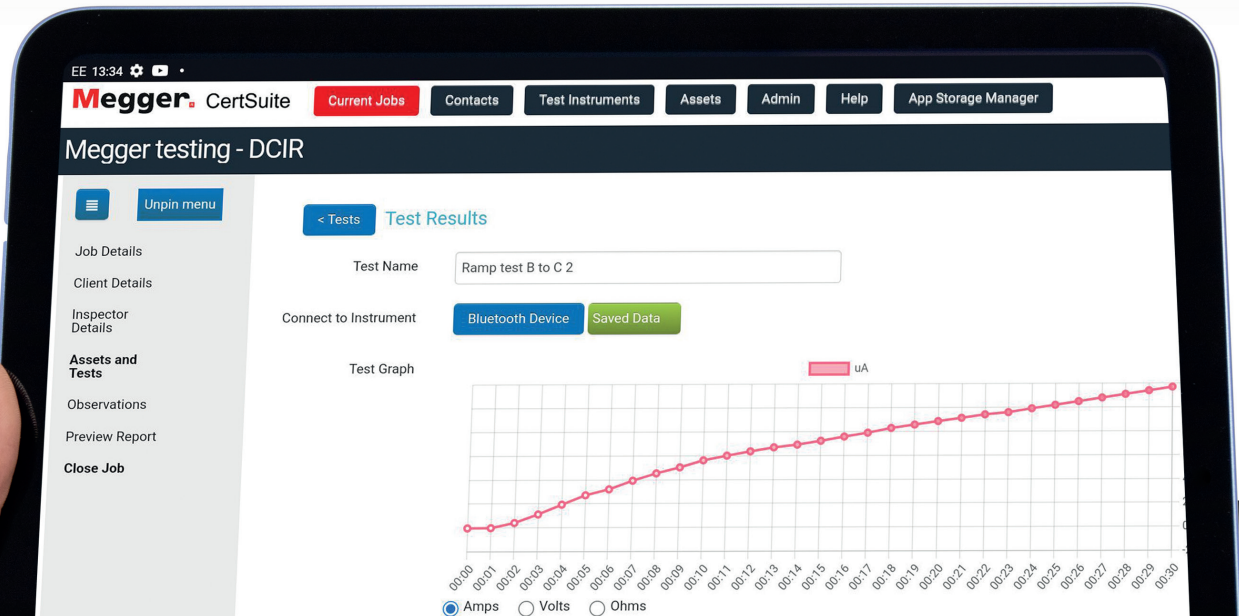 EE 13:34
Megger. CertSuite Current Jobs Contacts Test Instruments Assets Admin Help App Storage Manager
Megger testing - DCIR
Unpin menu
< Tests Test Results
Job Details
Test Name Ramp test B to C 2
Client Details
Inspector
Details
Connect to Instrument Bluetooth Device Saved Data
Assets and
Tests
Test Graph uA
Observations
Preview Report
Close Job
2
00:00 00:01 00:02 00:03 00:04 00:05 00:06 00:07 00:08 00:09 00:10 00:11 00:12 00:13 00:14 00:15 00:16 00:17 00:18 00:19 00:20 00:21 00:22 00:23 00:24 00:25 00:26 00:27 00:28 00:29 00:30
Amps Volts Ohms